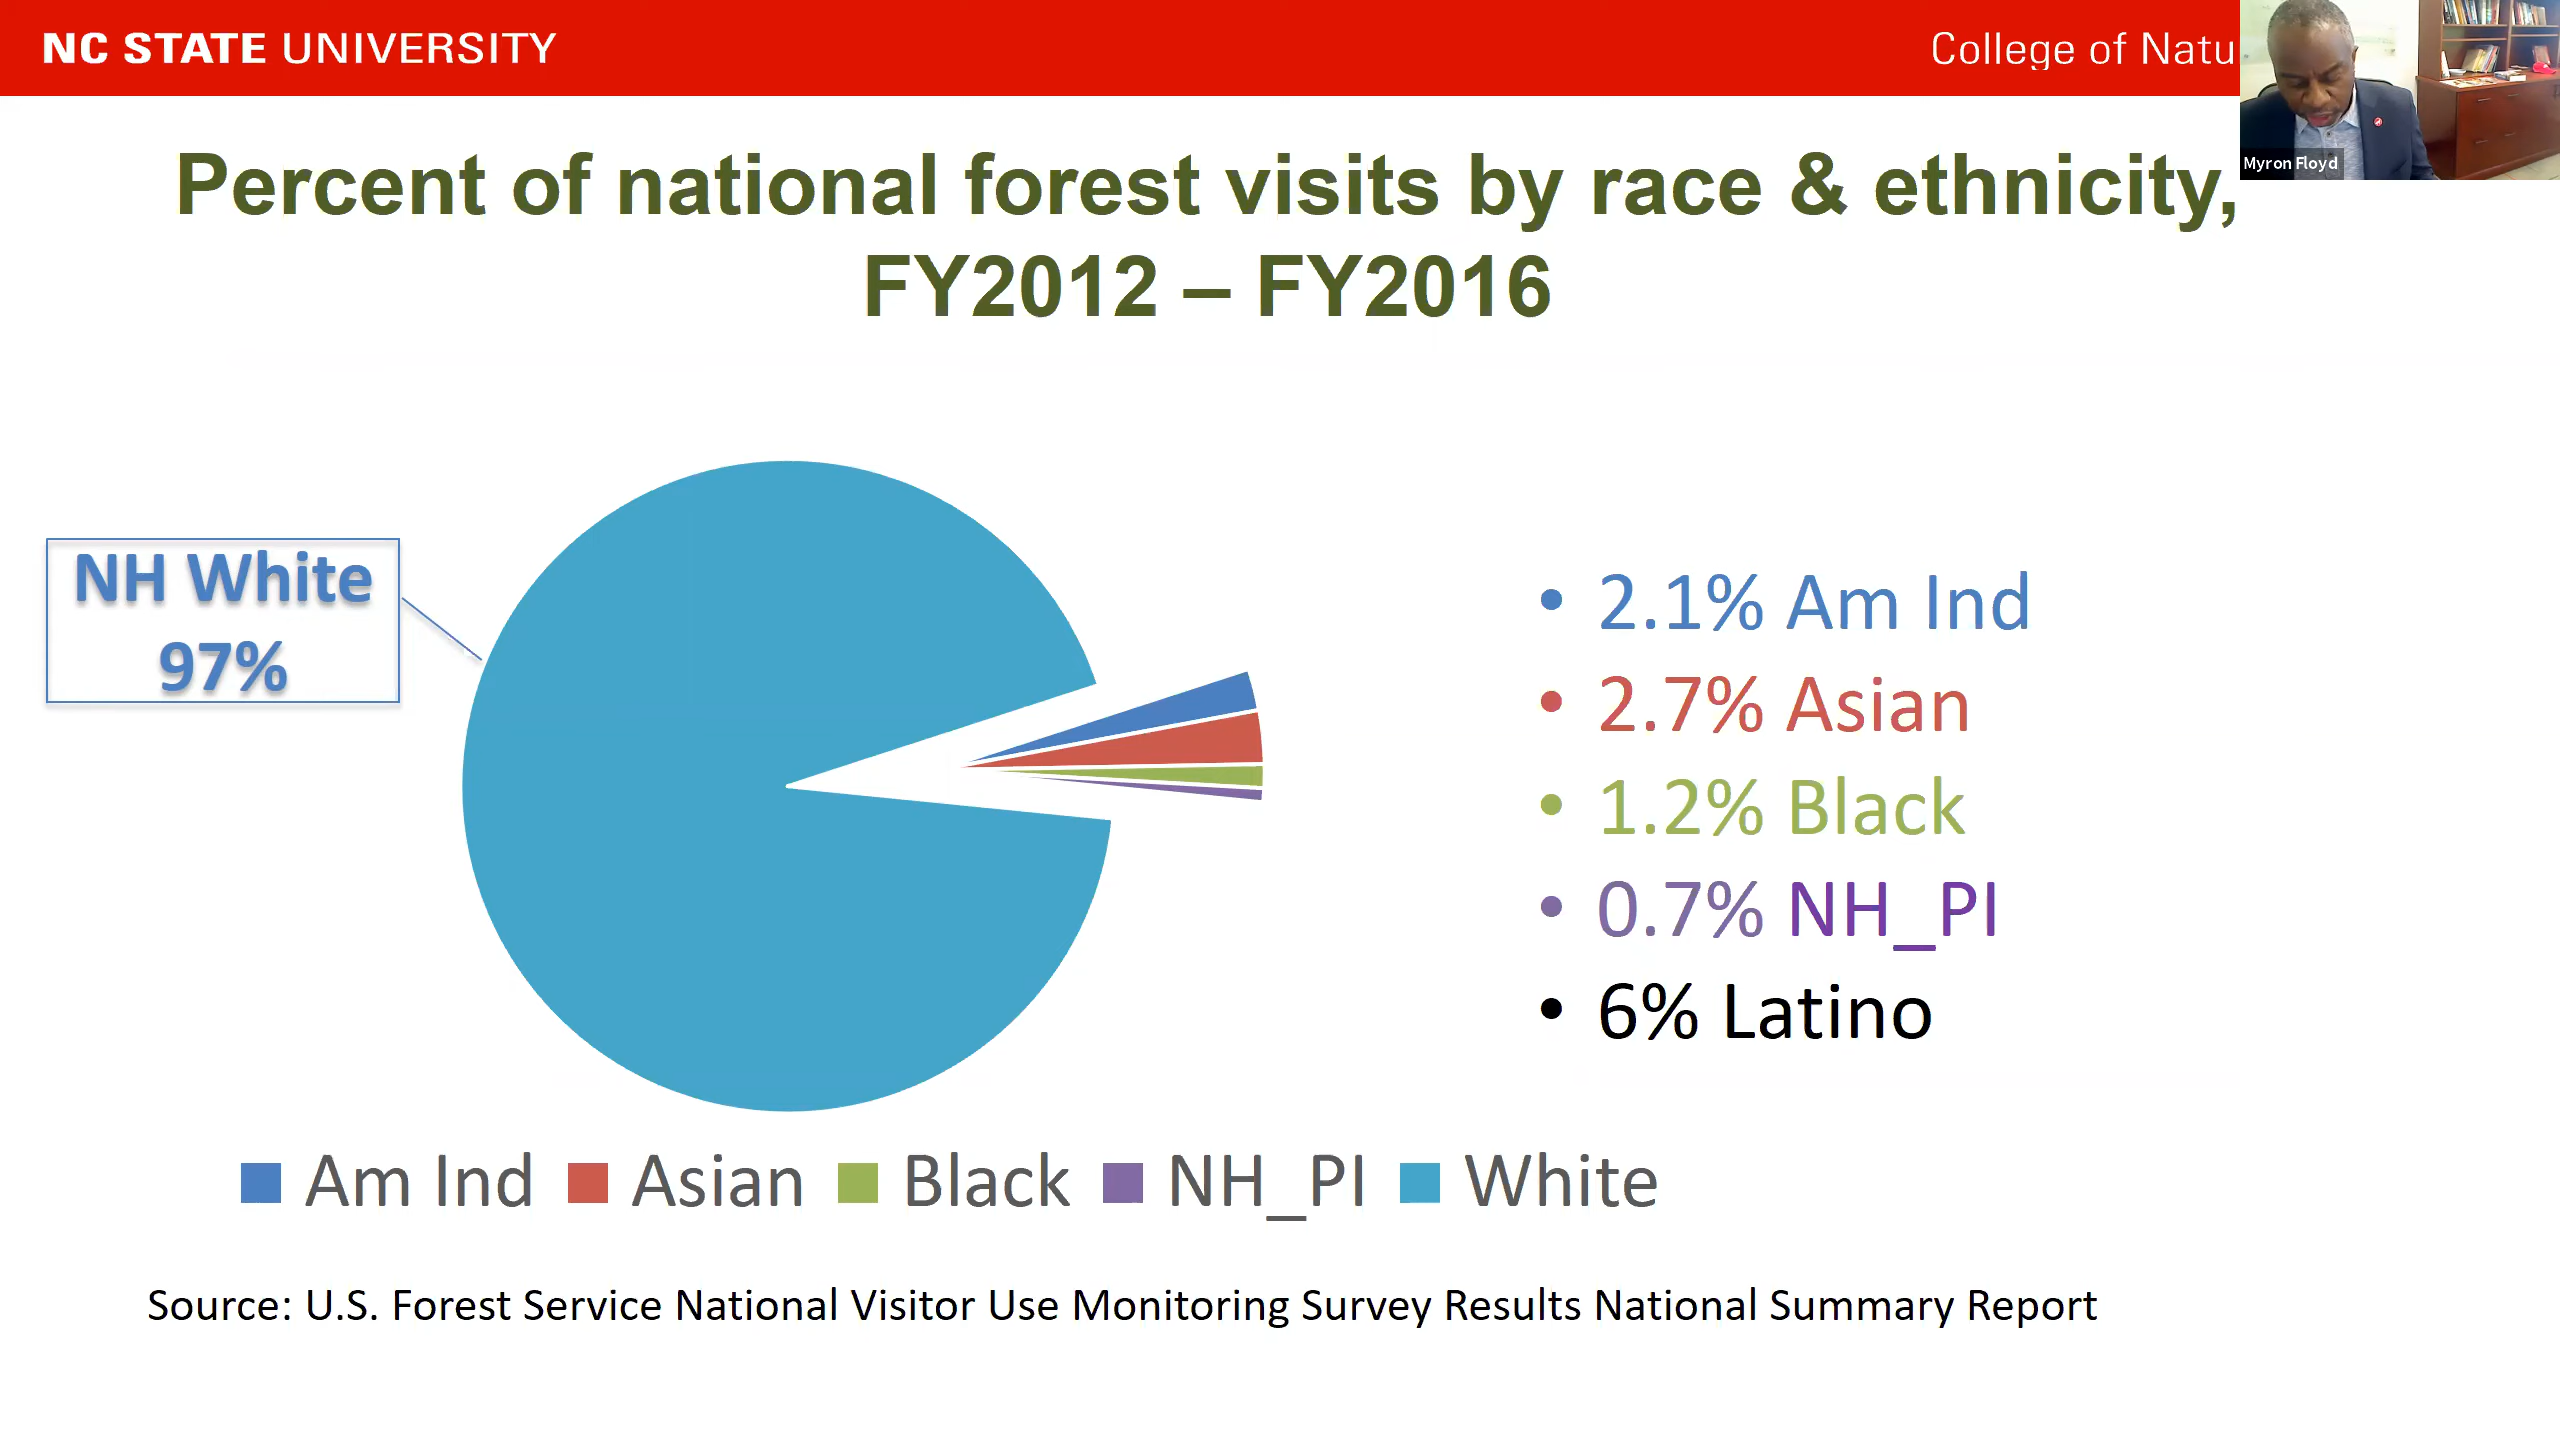 NC STATE UNIVERSITY
College of Natu
Myron Floyd
Percent of national forest visits by race & ethnicity,
FY2012 – FY2016
NH White
97%
• 2.1% Am Ind
• 2.7% Asian
• 1.2% Black
• 0.7% NH_PI
• 6% Latino
Am Ind Asian Black NH_PI White
Source: U.S. Forest Service National Visitor Use Monitoring Survey Results National Summary Report